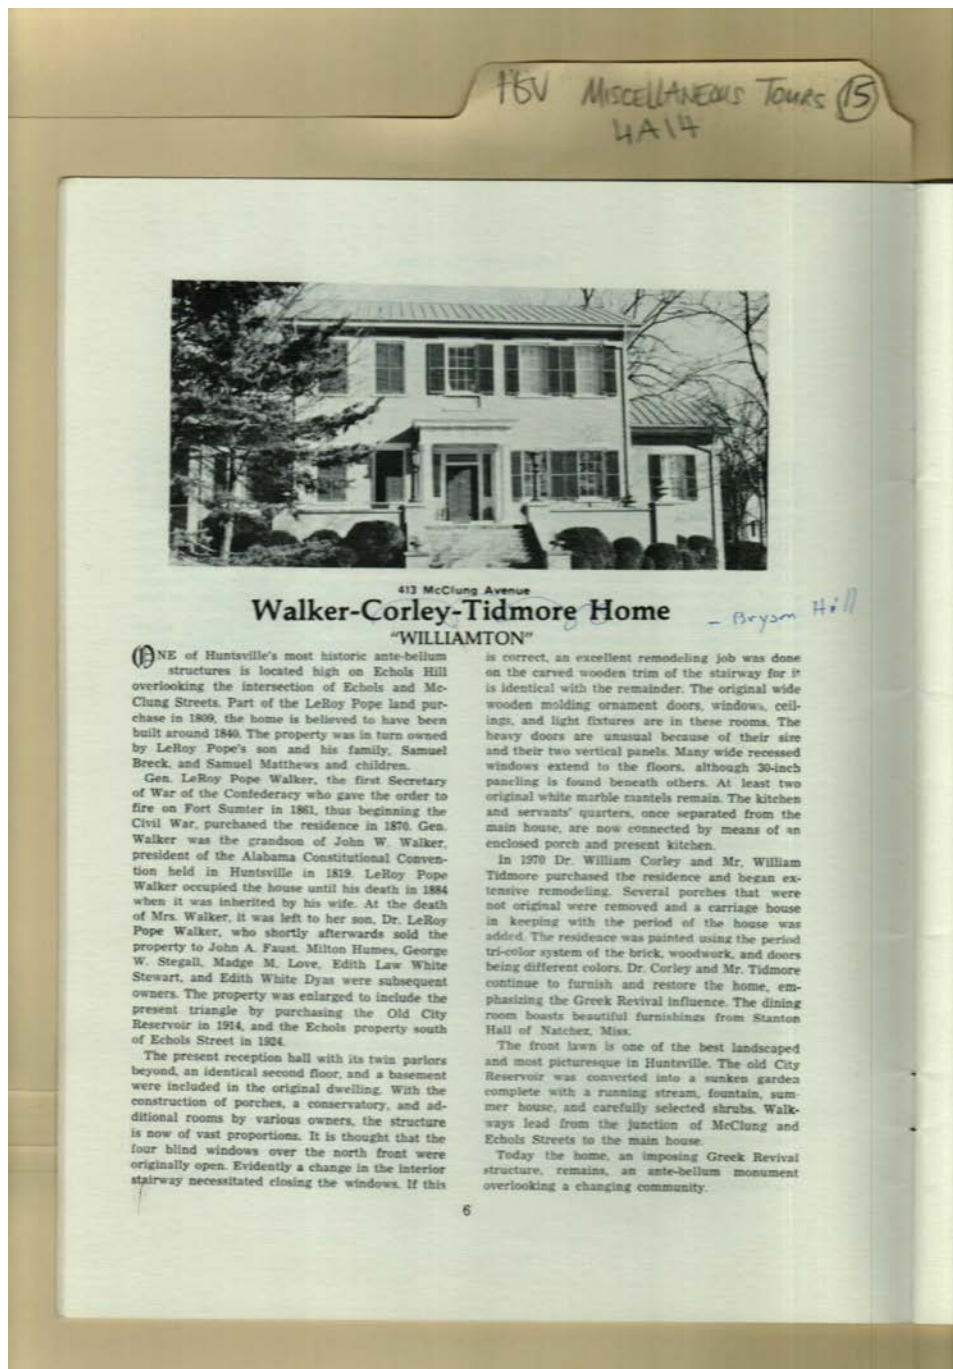 HSV MISCELLANEOUS TOURS 15
4A14
413 McClung Avenue
Walker-Corley-Tidmore Home
- Bryson Hill
"WILLIAMTON"
ONE of Huntsville's most historic ante-bellum
structures is located high on Echols Hill
overlooking the intersection of Echols and Mc-
Clung Streets. Part of the LeRoy Pope land pur-
chase in 1809, the home is believed to have been
built around 1840. The property was in turn owned
by LeRoy Pope's son and his family, Samuel
Breck, and Samuel Matthews and children.
Gen. LeRoy Pope Walker, the first Secretary
of War of the Confederacy who gave the order to
fire on Fort Sumter in 1861, thus beginning the
Civil War, purchased the residence in 1870. Gen.
Walker was the grandson of John W. Walker,
president of the Alabama Constitutional Conven-
tion held in Huntsville in 1819. LeRoy Pope
Walker occupied the house until his death in 1884
when it was inherited by his wife. At the death
of Mrs. Walker, it was left to her son, Dr. LeRoy
Pope Walker, who shortly afterwards sold the
property to John A. Faust. Milton Humes, George
W. Stegall, Madge M. Love, Edith Law White
Stewart, and Edith White Dyas were subsequent
owners. The property was enlarged to include the
present triangle by purchasing the Old City
Reservoir in 1914, and the Echols property south
of Echols Street in 1924.
The present reception hall with its twin parlors
beyond, an identical second floor, and a basement
were included in the original dwelling. With the
construction of porches, a conservatory, and ad-
ditional rooms by various owners, the structure
is now of vast proportions. It is thought that the
four blind windows over the north front were
originally open. Evidently a change in the interior
stairway necessitated closing the windows. If this
is correct, an excellent remodeling job was done
on the carved wooden trim of the stairway for it
is identical with the remainder. The original wide
wooden molding ornament doors, windows, ceil-
ings, and light fixtures are in these rooms. The
heavy doors are unusual because of their size
and their two vertical panels. Many wide recessed
windows extend to the floors, although 30-inch
paneling is found beneath others. At least two
original white marble mantels remain. The kitchen
and servants' quarters, once separated from the
main house, are now connected by means of an
enclosed porch and present kitchen.
In 1970 Dr. William Corley and Mr. William
Tidmore purchased the residence and began ex-
tensive remodeling. Several porches that were
not original were removed and a carriage house
in keeping with the period of the house was
added. The residence was painted using the period
tri-color system of the brick, woodwork, and doors
being different colors. Dr. Corley and Mr. Tidmore
continue to furnish and restore the home, em-
phasizing the Greek Revival influence. The dining
room boasts beautiful furnishings from Stanton
Hall of Natchez, Miss.
The front lawn is one of the best landscaped
and most picturesque in Huntsville. The old City
Reservoir was converted into a sunken garden
complete with a running stream, fountain, sum-
mer house, and carefully selected shrubs. Walk-
ways lead from the junction of McClung and
Echols Streets to the main house.
Today the home, an imposing Greek Revival
structure, remains, an ante-bellum monument
overlooking a changing community.
6